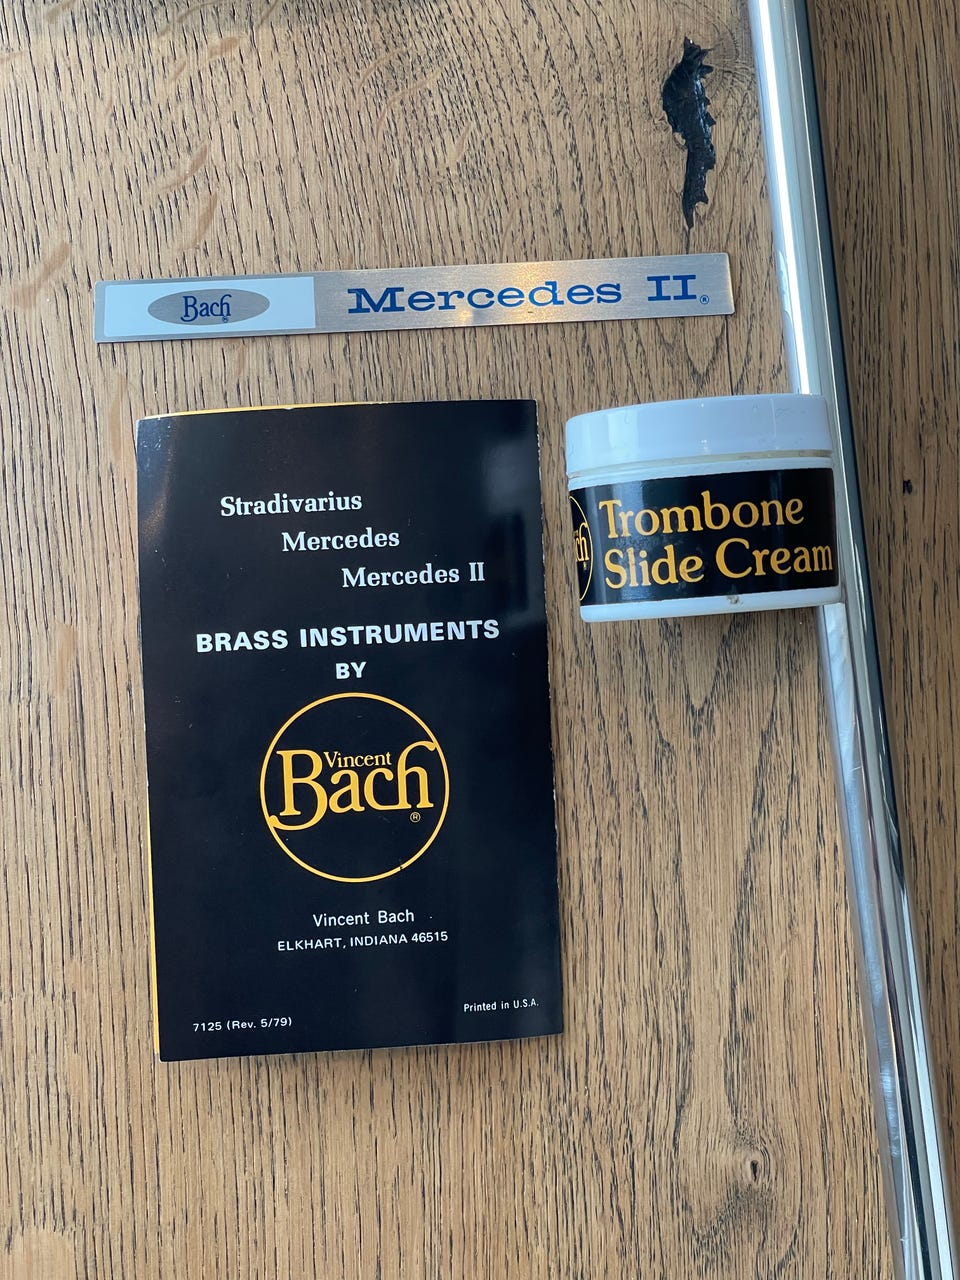 Bach ®
Mercedes II ®
Stradivarius
Mercedes
Mercedes II
BRASS INSTRUMENTS
BY
Vincent
Bach ®
Vincent Bach
ELKHART, INDIANA 46515
Printed in U.S.A.
7125 (Rev. 5/79)
ch
Trombone
Slide Cream